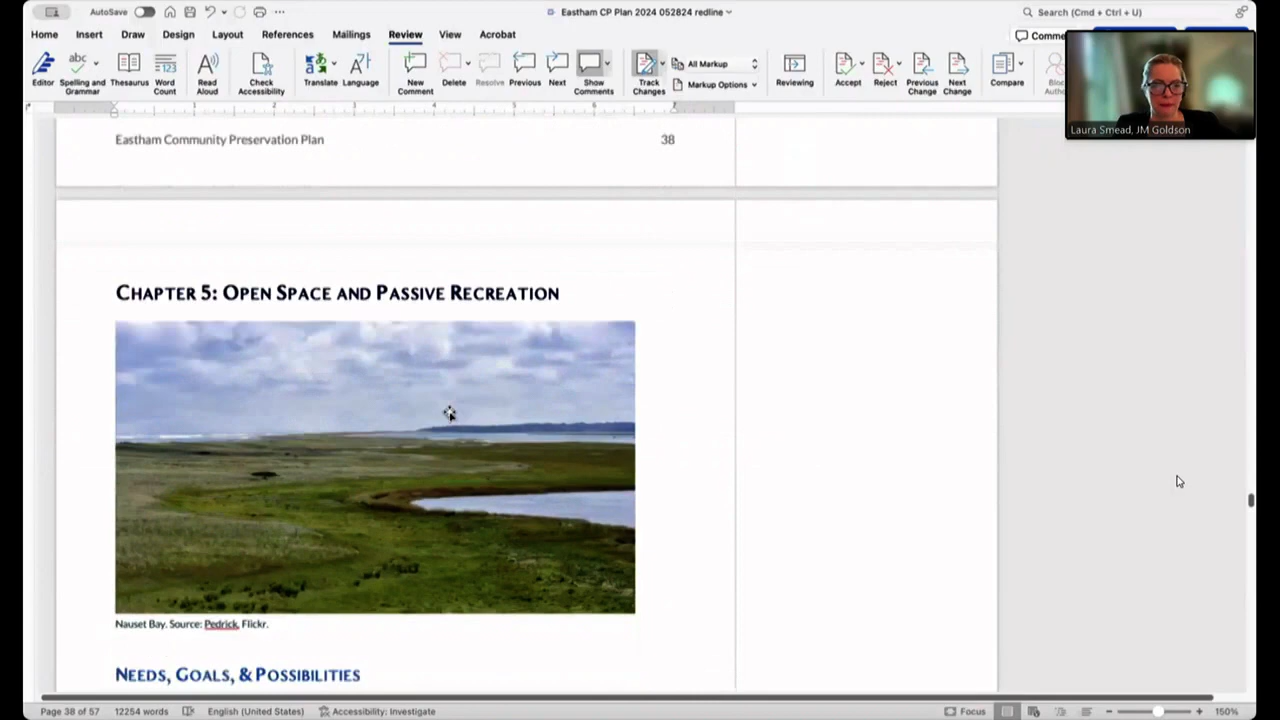 AutoSave
Eastham CP Plan 2024 052824 redline
Search (Cmd + Ctrl + U)
Home Insert Draw Design Layout References Mailings Review View Acrobat
Comme
Editor
Spelling and Grammar
Thesaurus
Word Count
Read Aloud
Check Accessibility
Translate
Language
New Comment
Delete
Resolve
Previous
Next
Show Comments
Track Changes
All Markup
Markup Options
Reviewing
Accept
Reject
Previous Change
Next Change
Compare
Laura Smead, JM Goldson
Eastham Community Preservation Plan 38
CHAPTER 5: OPEN SPACE AND PASSIVE RECREATION
Nauset Bay. Source: Pedrick, Flickr.
NEEDS, GOALS, & POSSIBILITIES
Page 38 of 57 12254 words English (United States) Accessibility: Investigate Focus 150%